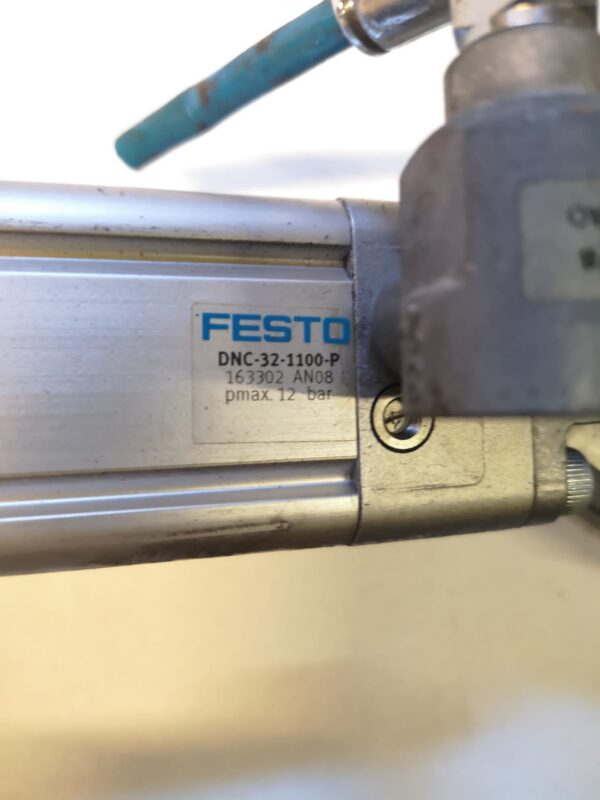 FESTO
DNC-32-1100-P
163302 AN08
pmax. 12 bar